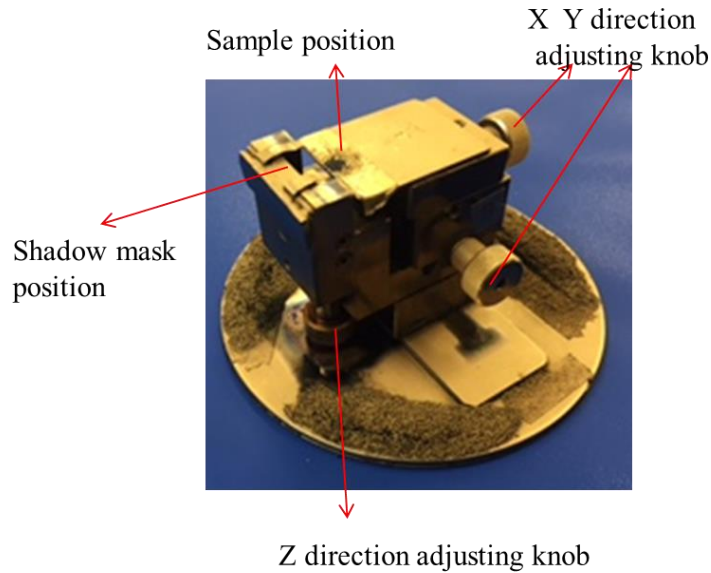 X Y direction
adjusting knob
Sample position
Shadow mask
position
Z direction adjusting knob